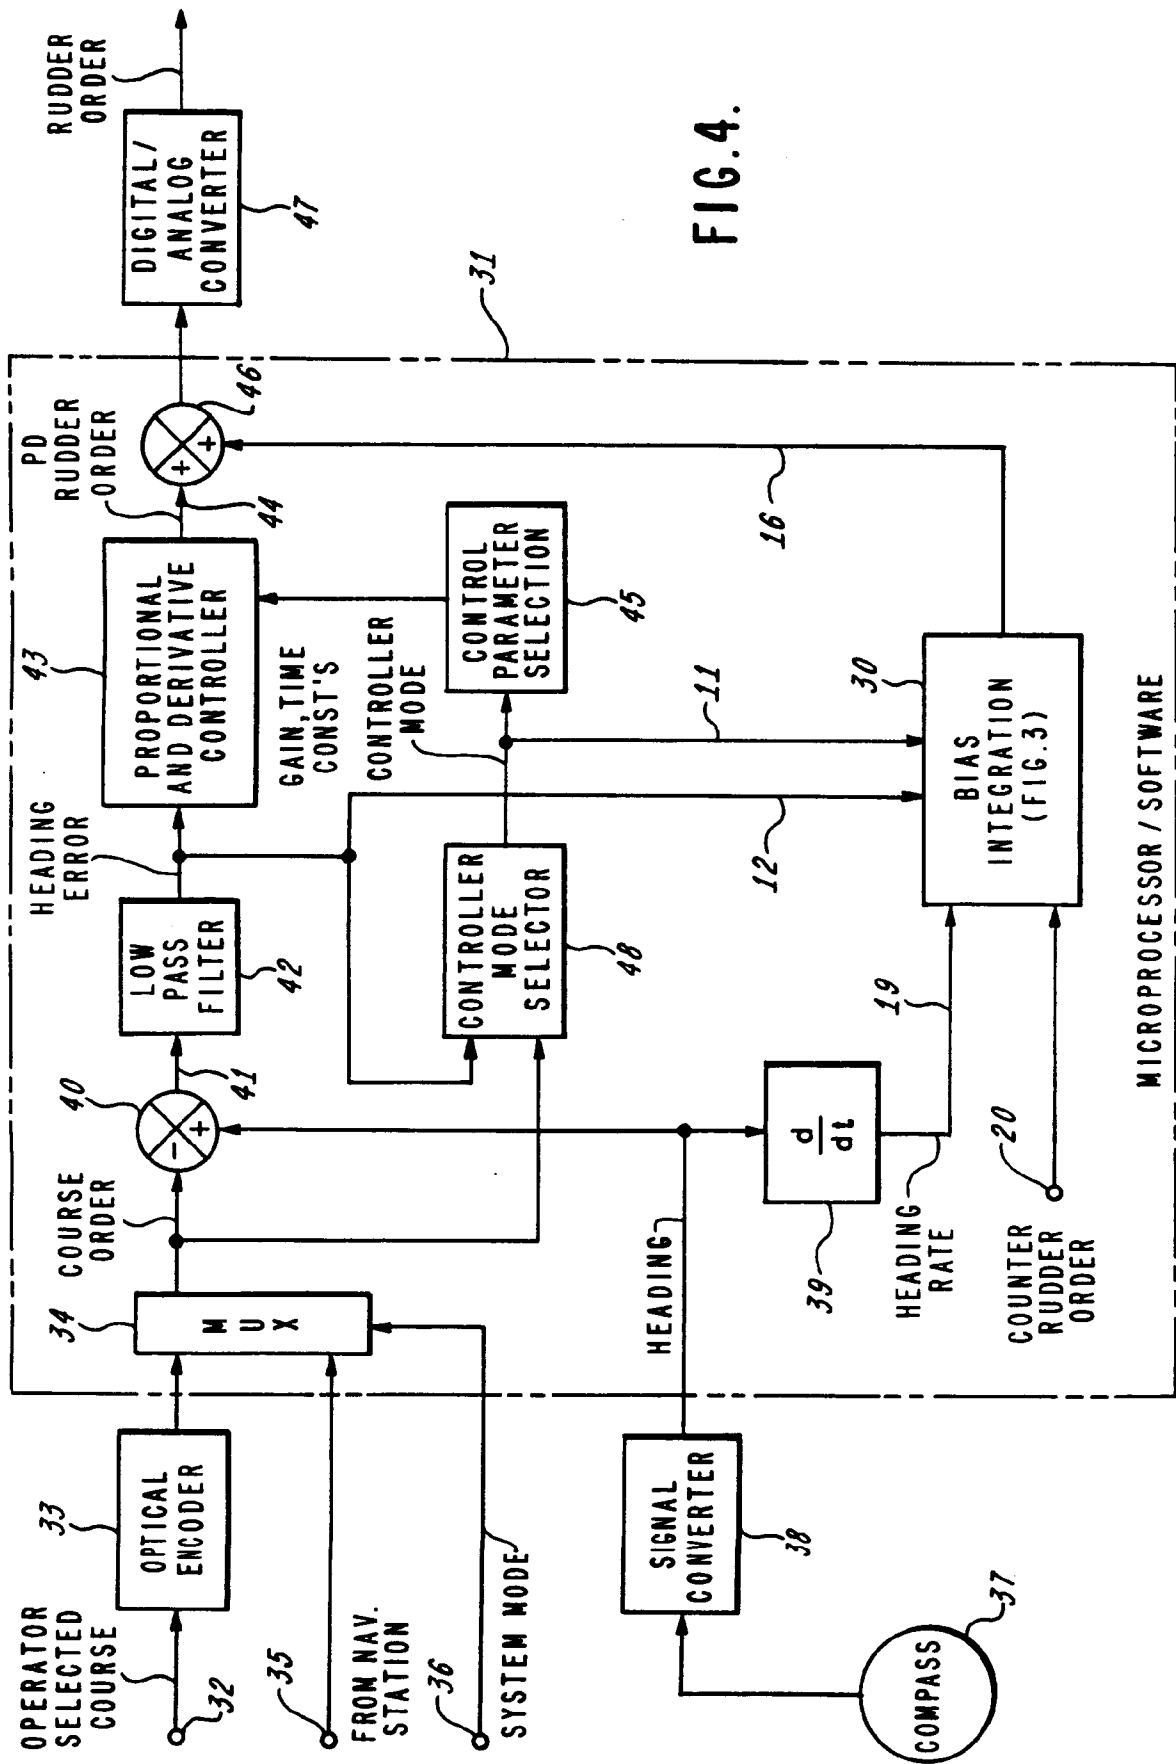 OPERATOR
SELECTED
COURSE
32
33
OPTICAL
ENCODER
35
FROM NAV.
STATION
36
SYSTEM MODE
34
MUX
COURSE
ORDER
40
-
+
41
LOW
PASS
FILTER
42
HEADING
ERROR
43
PROPORTIONAL
AND DERIVATIVE
CONTROLLER
PD
RUDDER
ORDER
44
+
+
46
DIGITAL/
ANALOG
CONVERTER
47
RUDDER
ORDER
GAIN, TIME
CONST'S
CONTROLLER
MODE
CONTROLLER
MODE
SELECTOR
48
CONTROL
PARAMETER
SELECTION
45
31
12
11
16
COMPASS
37
SIGNAL
CONVERTER
38
HEADING
d
dt
39
HEADING
RATE
19
COUNTER
RUDDER
ORDER
20
BIAS
INTEGRATION
(FIG.3)
30
MICROPROCESSOR / SOFTWARE
FIG.4.